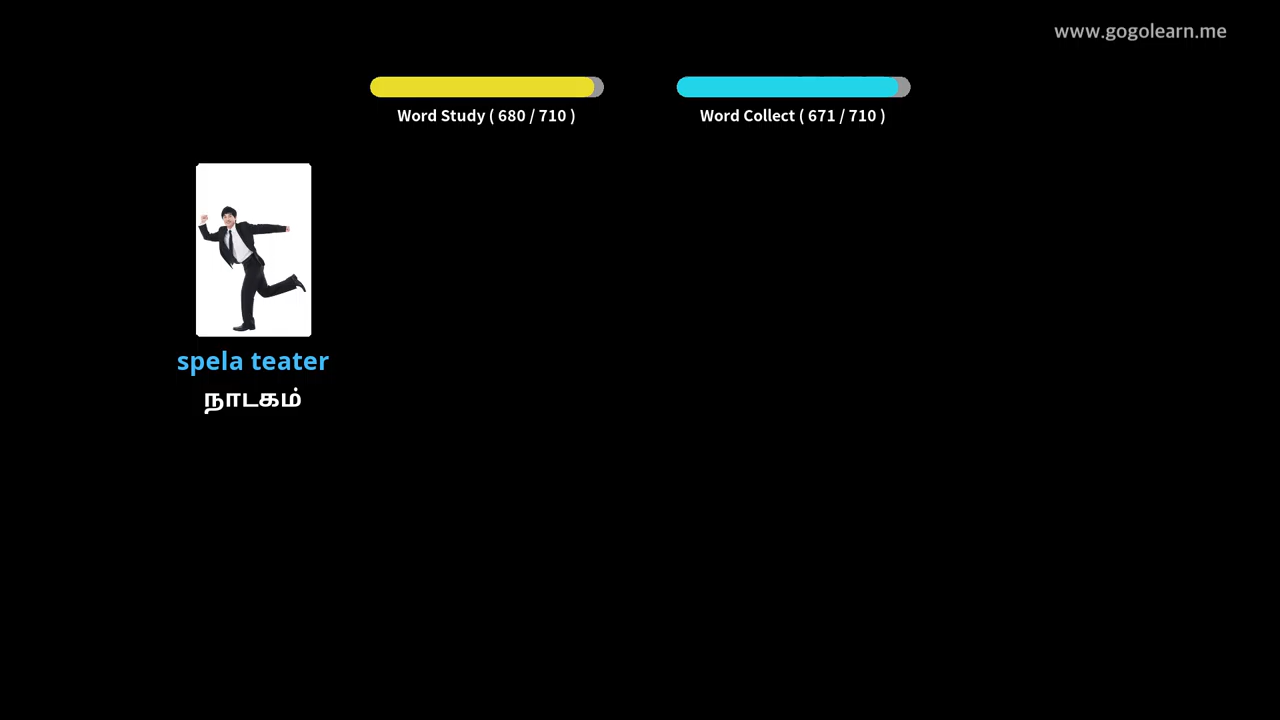 www.gogolearn.me
Word Study ( 680 / 710 )
Word Collect ( 671 / 710 )
spela teater
நாடகம்